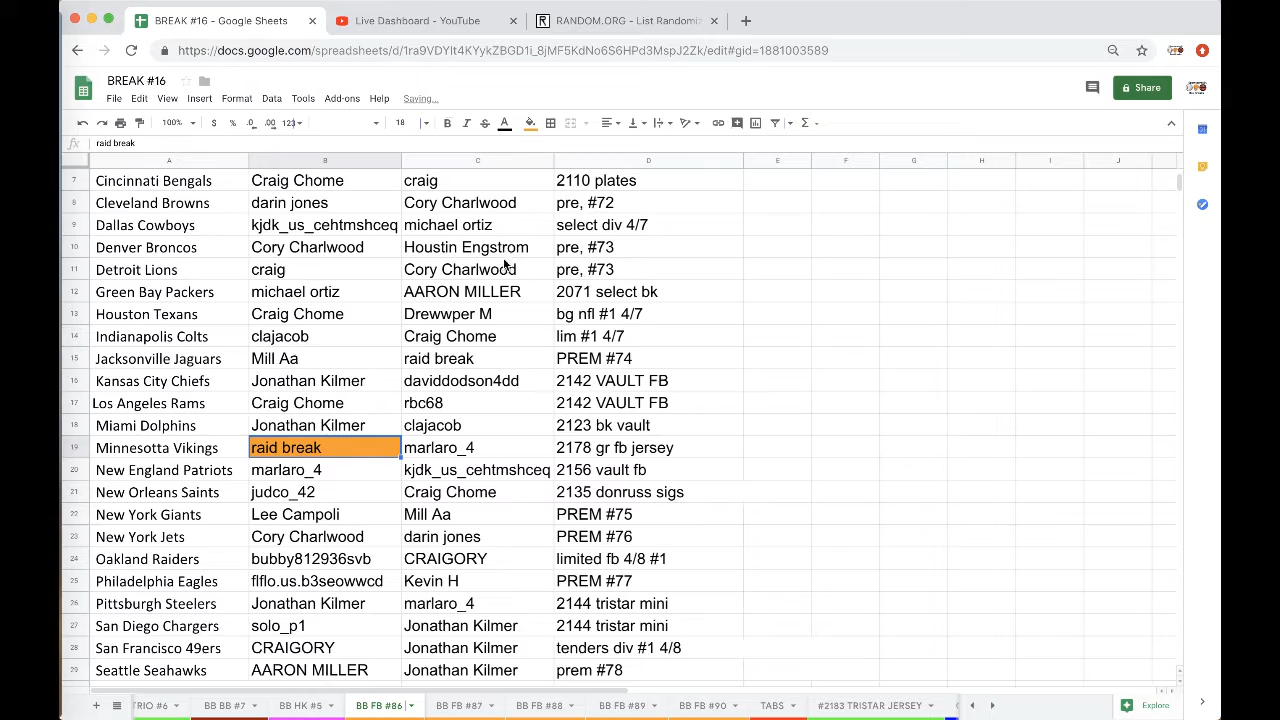 BREAK #16 - Google Sheets × Live Dashboard - YouTube × RANDOM.ORG - List Randomiz × +
https://docs.google.com/spreadsheets/d/1ra9VDYIt4KYykZBGD1i_8jMF5KdNo6S6HPd3MspJ2Zk/edit#gid=1881003589
BREAK #16
File Edit View Insert Format Data Tools Add-ons Help Saving...
Share
100% $ % .0 .00 123 18 B I S A
fx raid break
A B C D E F G H I J
7 Cincinnati Bengals Craig Chome craig 2110 plates
8 Cleveland Browns darin jones Cory Charlwood pre, #72
9 Dallas Cowboys kjdk_us_cehtmshceq michael ortiz select div 4/7
10 Denver Broncos Cory Charlwood Houstin Engstrom pre, #73
11 Detroit Lions craig Cory Charlwood pre, #73
12 Green Bay Packers michael ortiz AARON MILLER 2071 select bk
13 Houston Texans Craig Chome Drewwper M bg nfl #1 4/7
14 Indianapolis Colts clajacob Craig Chome lim #1 4/7
15 Jacksonville Jaguars Mill Aa raid break PREM #74
16 Kansas City Chiefs Jonathan Kilmer daviddodson4dd 2142 VAULT FB
17 Los Angeles Rams Craig Chome rbc68 2142 VAULT FB
18 Miami Dolphins Jonathan Kilmer clajacob 2123 bk vault
19 Minnesotta Vikings raid break marlaro_4 2178 gr fb jersey
20 New England Patriots marlaro_4 kjdk_us_cehtmshceq 2156 vault fb
21 New Orleans Saints judco_42 Craig Chome 2135 donruss sigs
22 New York Giants Lee Campoli Mill Aa PREM #75
23 New York Jets Cory Charlwood darin jones PREM #76
24 Oakland Raiders bubby812936svb CRAIGORY limited fb 4/8 #1
25 Philadelphia Eagles flflo.us.b3seowwcd Kevin H PREM #77
26 Pittsburgh Steelers Jonathan Kilmer marlaro_4 2144 tristar mini
27 San Diego Chargers solo_p1 Jonathan Kilmer 2144 tristar mini
28 San Francisco 49ers CRAIGORY Jonathan Kilmer tenders div #1 4/8
29 Seattle Seahawks AARON MILLER Jonathan Kilmer prem #78
TRIO #6 BB BB #7 BB HK #5 BB FB #86 BB FB #87 BB FB #88 BB FB #89 BB FB #90 TABS #2183 TRISTAR JERSEY Explore